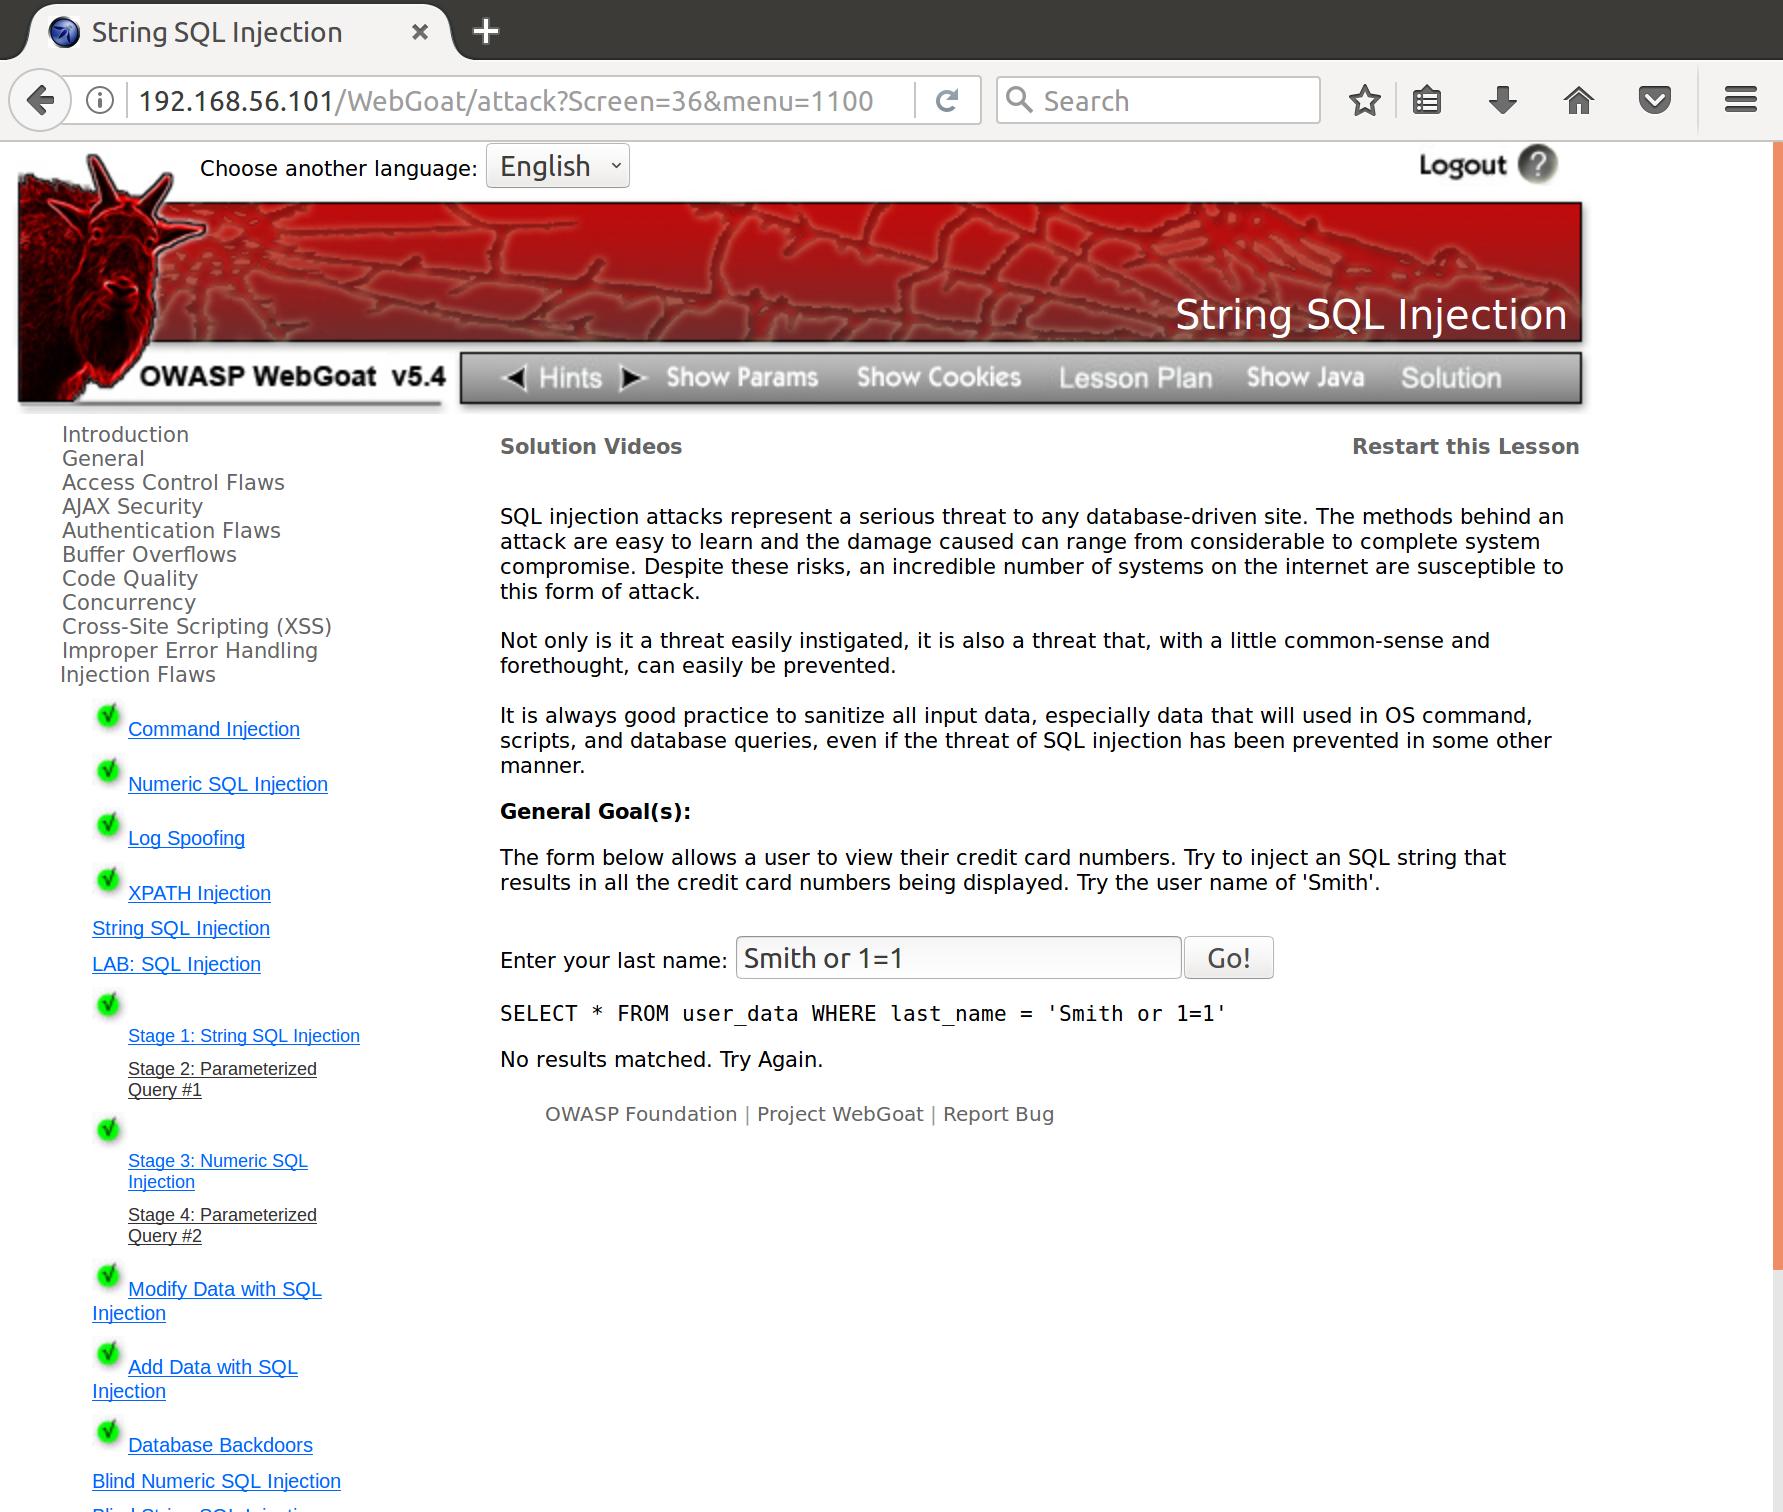 String SQL Injection
192.168.56.101/WebGoat/attack?Screen=36&menu=1100
Search
Choose another language: English
Logout ?
String SQL Injection
OWASP WebGoat v5.4
Hints Show Params Show Cookies Lesson Plan Show Java Solution
Introduction
General
Access Control Flaws
AJAX Security
Authentication Flaws
Buffer Overflows
Code Quality
Concurrency
Cross-Site Scripting (XSS)
Improper Error Handling
Injection Flaws
Command Injection
Numeric SQL Injection
Log Spoofing
XPATH Injection
String SQL Injection
LAB: SQL Injection
Stage 1: String SQL Injection
Stage 2: Parameterized
Query #1
Stage 3: Numeric SQL
Injection
Stage 4: Parameterized
Query #2
Modify Data with SQL
Injection
Add Data with SQL
Injection
Database Backdoors
Blind Numeric SQL Injection
Solution Videos
Restart this Lesson
SQL injection attacks represent a serious threat to any database-driven site. The methods behind an
attack are easy to learn and the damage caused can range from considerable to complete system
compromise. Despite these risks, an incredible number of systems on the internet are susceptible to
this form of attack.
Not only is it a threat easily instigated, it is also a threat that, with a little common-sense and
forethought, can easily be prevented.
It is always good practice to sanitize all input data, especially data that will used in OS command,
scripts, and database queries, even if the threat of SQL injection has been prevented in some other
manner.
General Goal(s):
The form below allows a user to view their credit card numbers. Try to inject an SQL string that
results in all the credit card numbers being displayed. Try the user name of 'Smith'.
Enter your last name: Smith or 1=1 Go!
SELECT * FROM user_data WHERE last_name = 'Smith or 1=1'
No results matched. Try Again.
OWASP Foundation | Project WebGoat | Report Bug